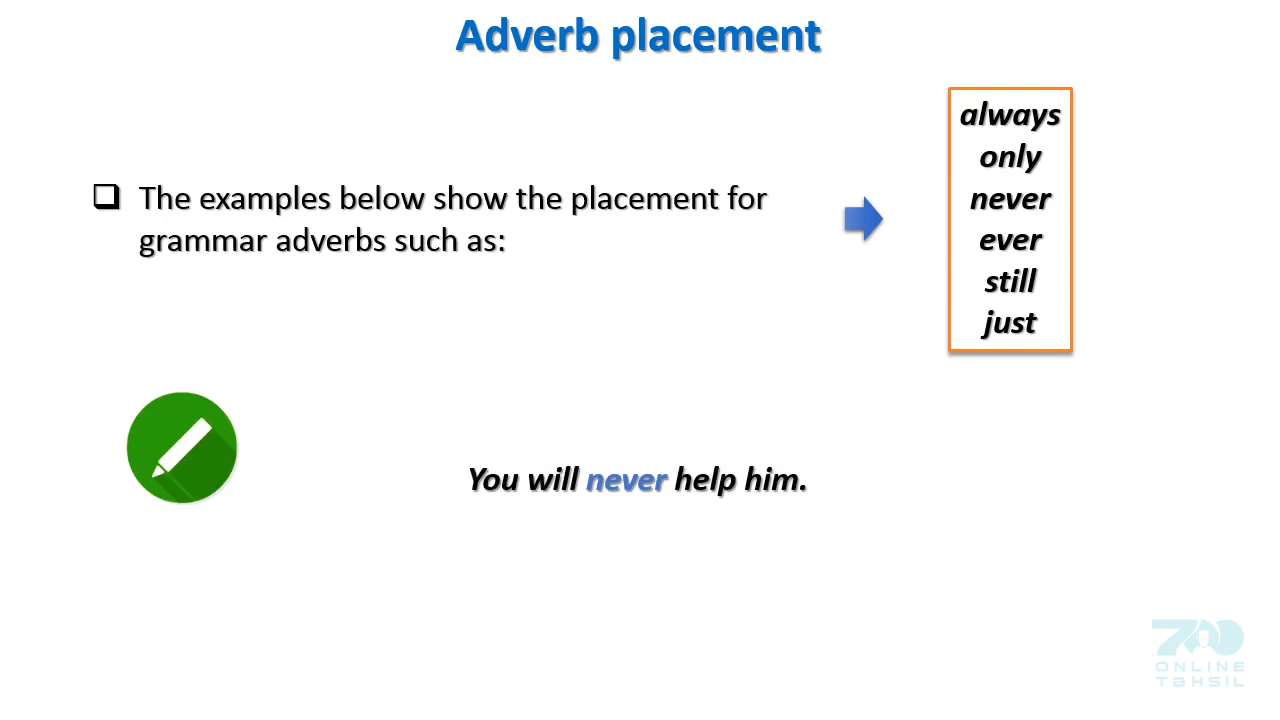 Adverb placement
The examples below show the placement for
grammar adverbs such as:
always
only
never
ever
still
just
You will never help him.
700
ONLINE
TƏHSIL